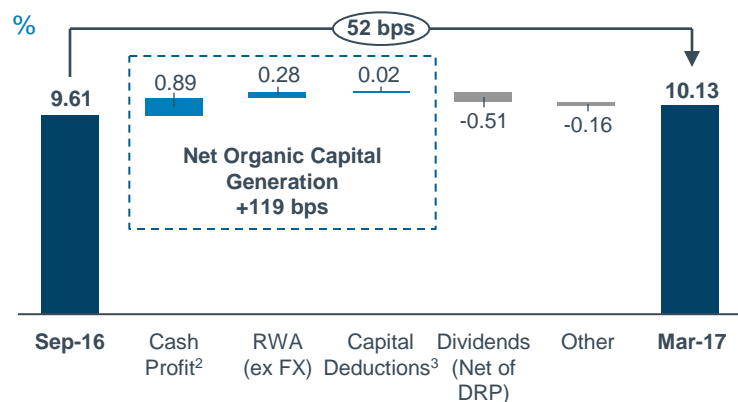 %
52 bps
9.61
0.89
0.28
0.02
-0.51
-0.16
10.13
Net Organic Capital
Generation
+119 bps
Sep-16
Cash
Profit²
RWA
(ex FX)
Capital
Deductions³
Dividends
(Net of
DRP)
Other
Mar-17